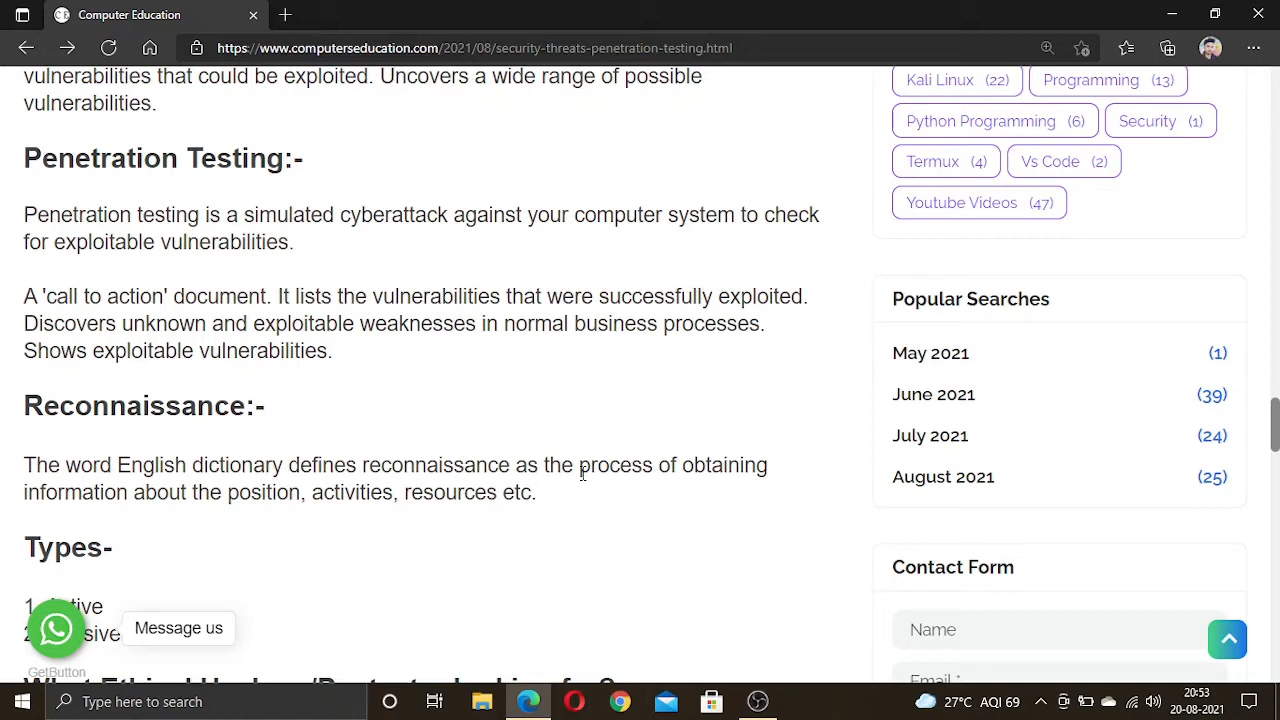 Computer Education
https://www.computerseducation.com/2021/08/security-threats-penetration-testing.html
vulnerabilities that could be exploited. Uncovers a wide range of possible
vulnerabilities.
Penetration Testing:-
Penetration testing is a simulated cyberattack against your computer system to check
for exploitable vulnerabilities.
A 'call to action' document. It lists the vulnerabilities that were successfully exploited.
Discovers unknown and exploitable weaknesses in normal business processes.
Shows exploitable vulnerabilities.
Reconnaissance:-
The word English dictionary defines reconnaissance as the process of obtaining
information about the position, activities, resources etc.
Types-
1.
2.
Message us
GetButton
Kali Linux (22)
Programming (13)
Python Programming (6)
Security (1)
Termux (4)
Vs Code (2)
Youtube Videos (47)
Popular Searches
May 2021 (1)
June 2021 (39)
July 2021 (24)
August 2021 (25)
Contact Form
Name
Email *
Type here to search
27°C AQI 69
20:53
20-08-2021